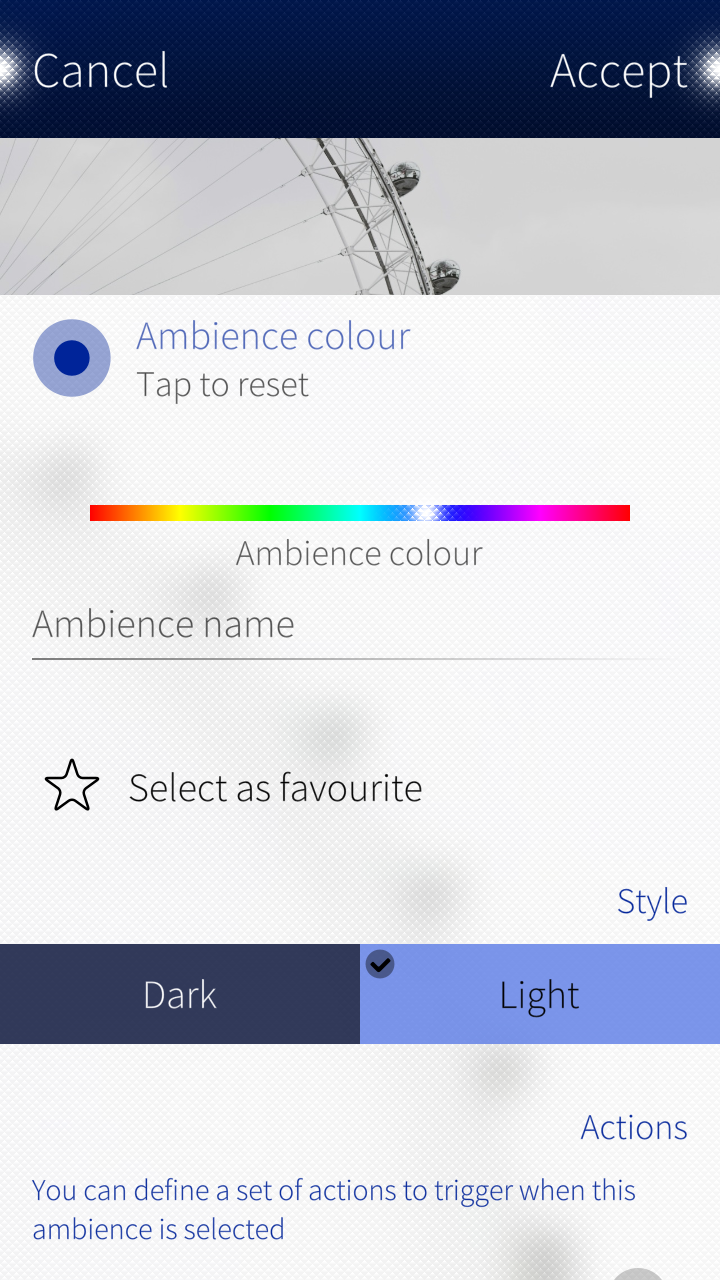 Cancel
Accept
Ambience colour
Tap to reset
Ambience colour
Ambience name
Select as favourite
Style
Dark
Light
Actions
You can define a set of actions to trigger when this
ambience is selected